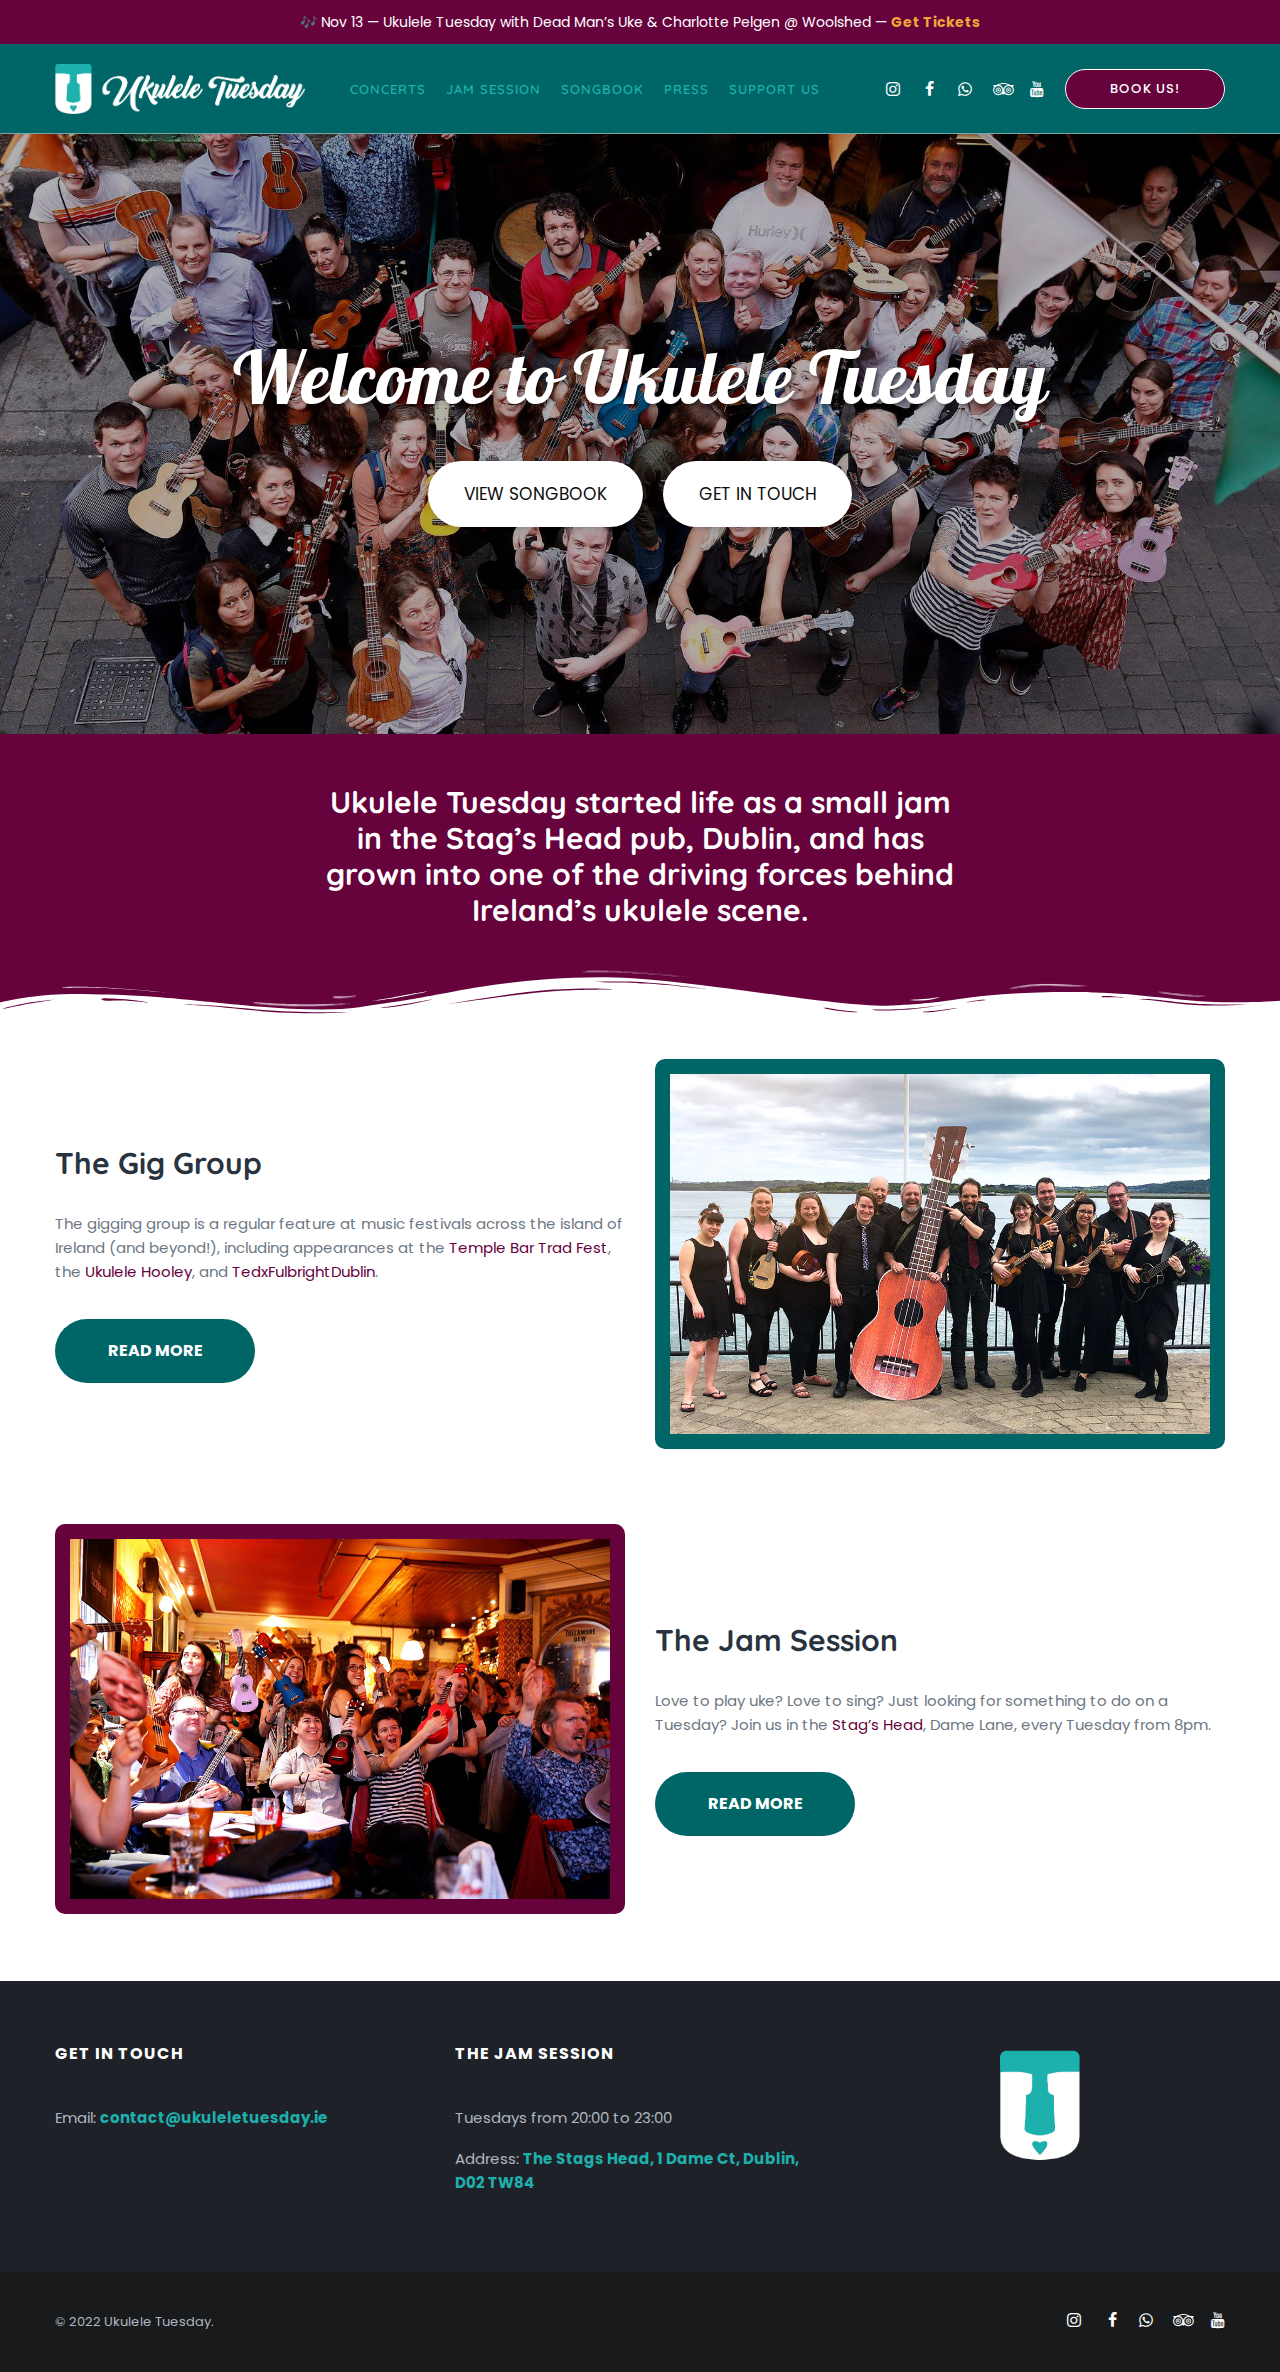 🎶 Nov 13 — Ukulele Tuesday with Dead Man’s Uke & Charlotte Pelgen @ Woolshed — Get Tickets
Ukulele Tuesday
CONCERTS JAM SESSION SONGBOOK PRESS SUPPORT US
BOOK US!
Hurley
Welcome to Ukulele Tuesday
VIEW SONGBOOK
GET IN TOUCH
Ukulele Tuesday started life as a small jam
in the Stag’s Head pub, Dublin, and has
grown into one of the driving forces behind
Ireland’s ukulele scene.
The Gig Group
The gigging group is a regular feature at music festivals across the island of
Ireland (and beyond!), including appearances at the Temple Bar Trad Fest,
the Ukulele Hooley, and TedxFulbrightDublin.
READ MORE
TULLAMORE
DEW
The Jam Session
Love to play uke? Love to sing? Just looking for something to do on a
Tuesday? Join us in the Stag’s Head, Dame Lane, every Tuesday from 8pm.
READ MORE
GET IN TOUCH
Email: contact@ukuleletuesday.ie
THE JAM SESSION
Tuesdays from 20:00 to 23:00
Address: The Stags Head, 1 Dame Ct, Dublin,
D02 TW84
© 2022 Ukulele Tuesday.